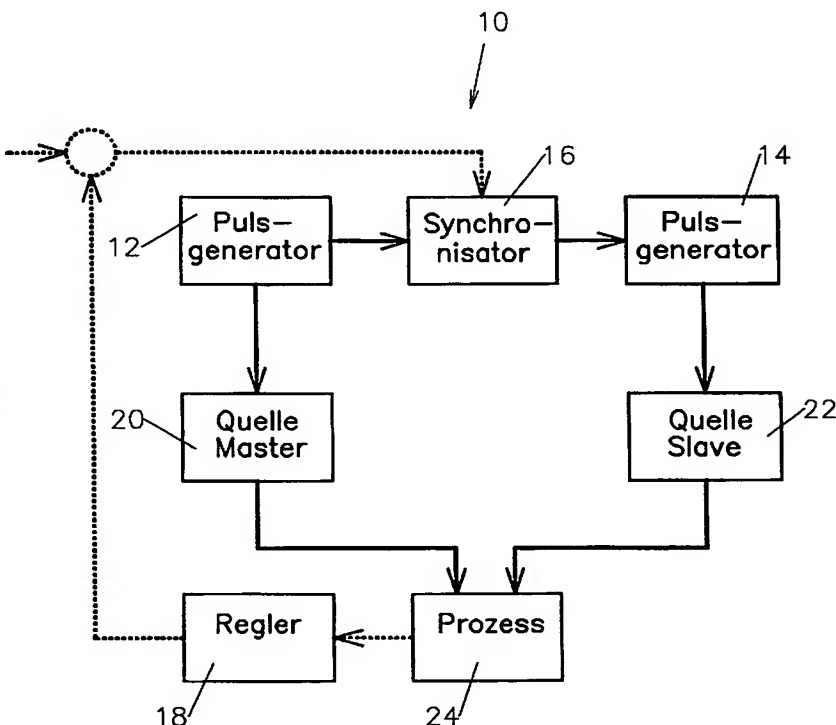 10
16
14
Puls-
generator
12
Synchro-
nisator
Puls-
generator
20
Quelle
Master
Quelle
Slave
22
Regler
Prozess
18
24